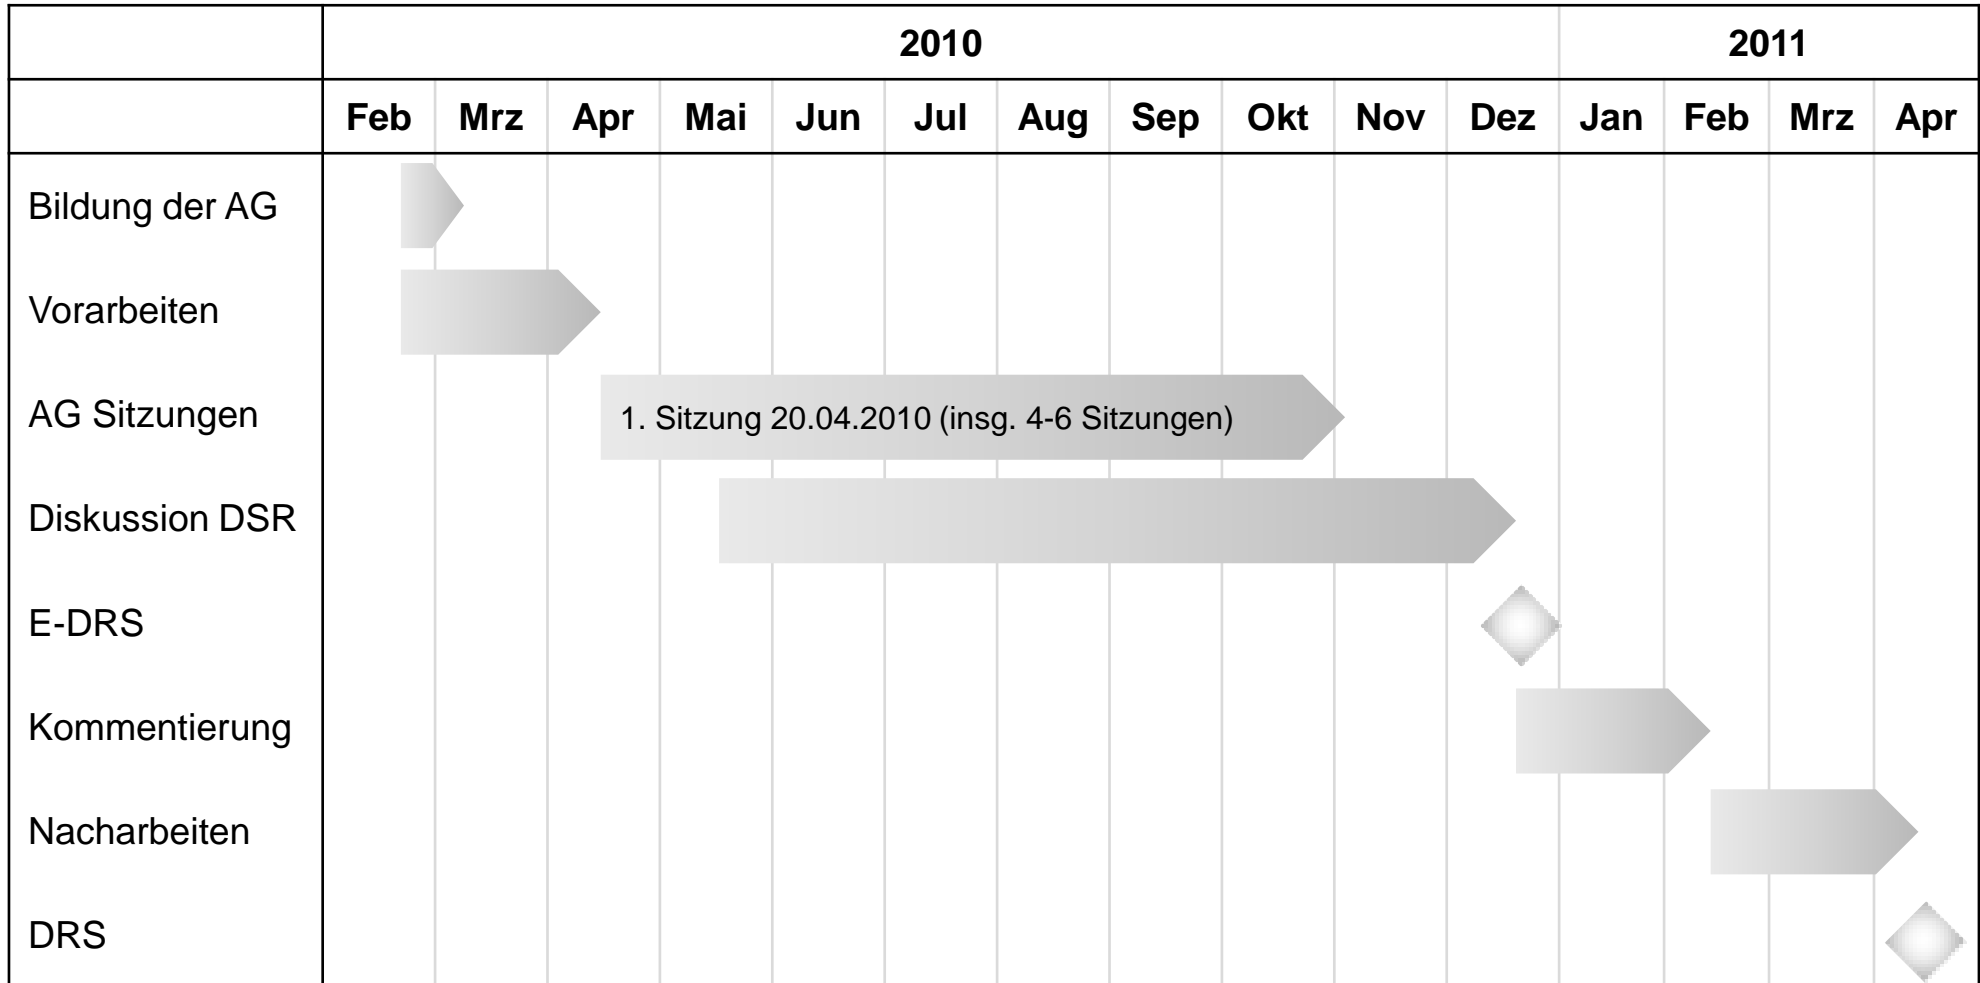 2010 2011
Feb Mrz Apr Mai Jun Jul Aug Sep Okt Nov Dez Jan Feb Mrz Apr
Bildung der AG
Vorarbeiten
AG Sitzungen 1. Sitzung 20.04.2010 (insg. 4-6 Sitzungen)
Diskussion DSR
E-DRS
Kommentierung
Nacharbeiten
DRS